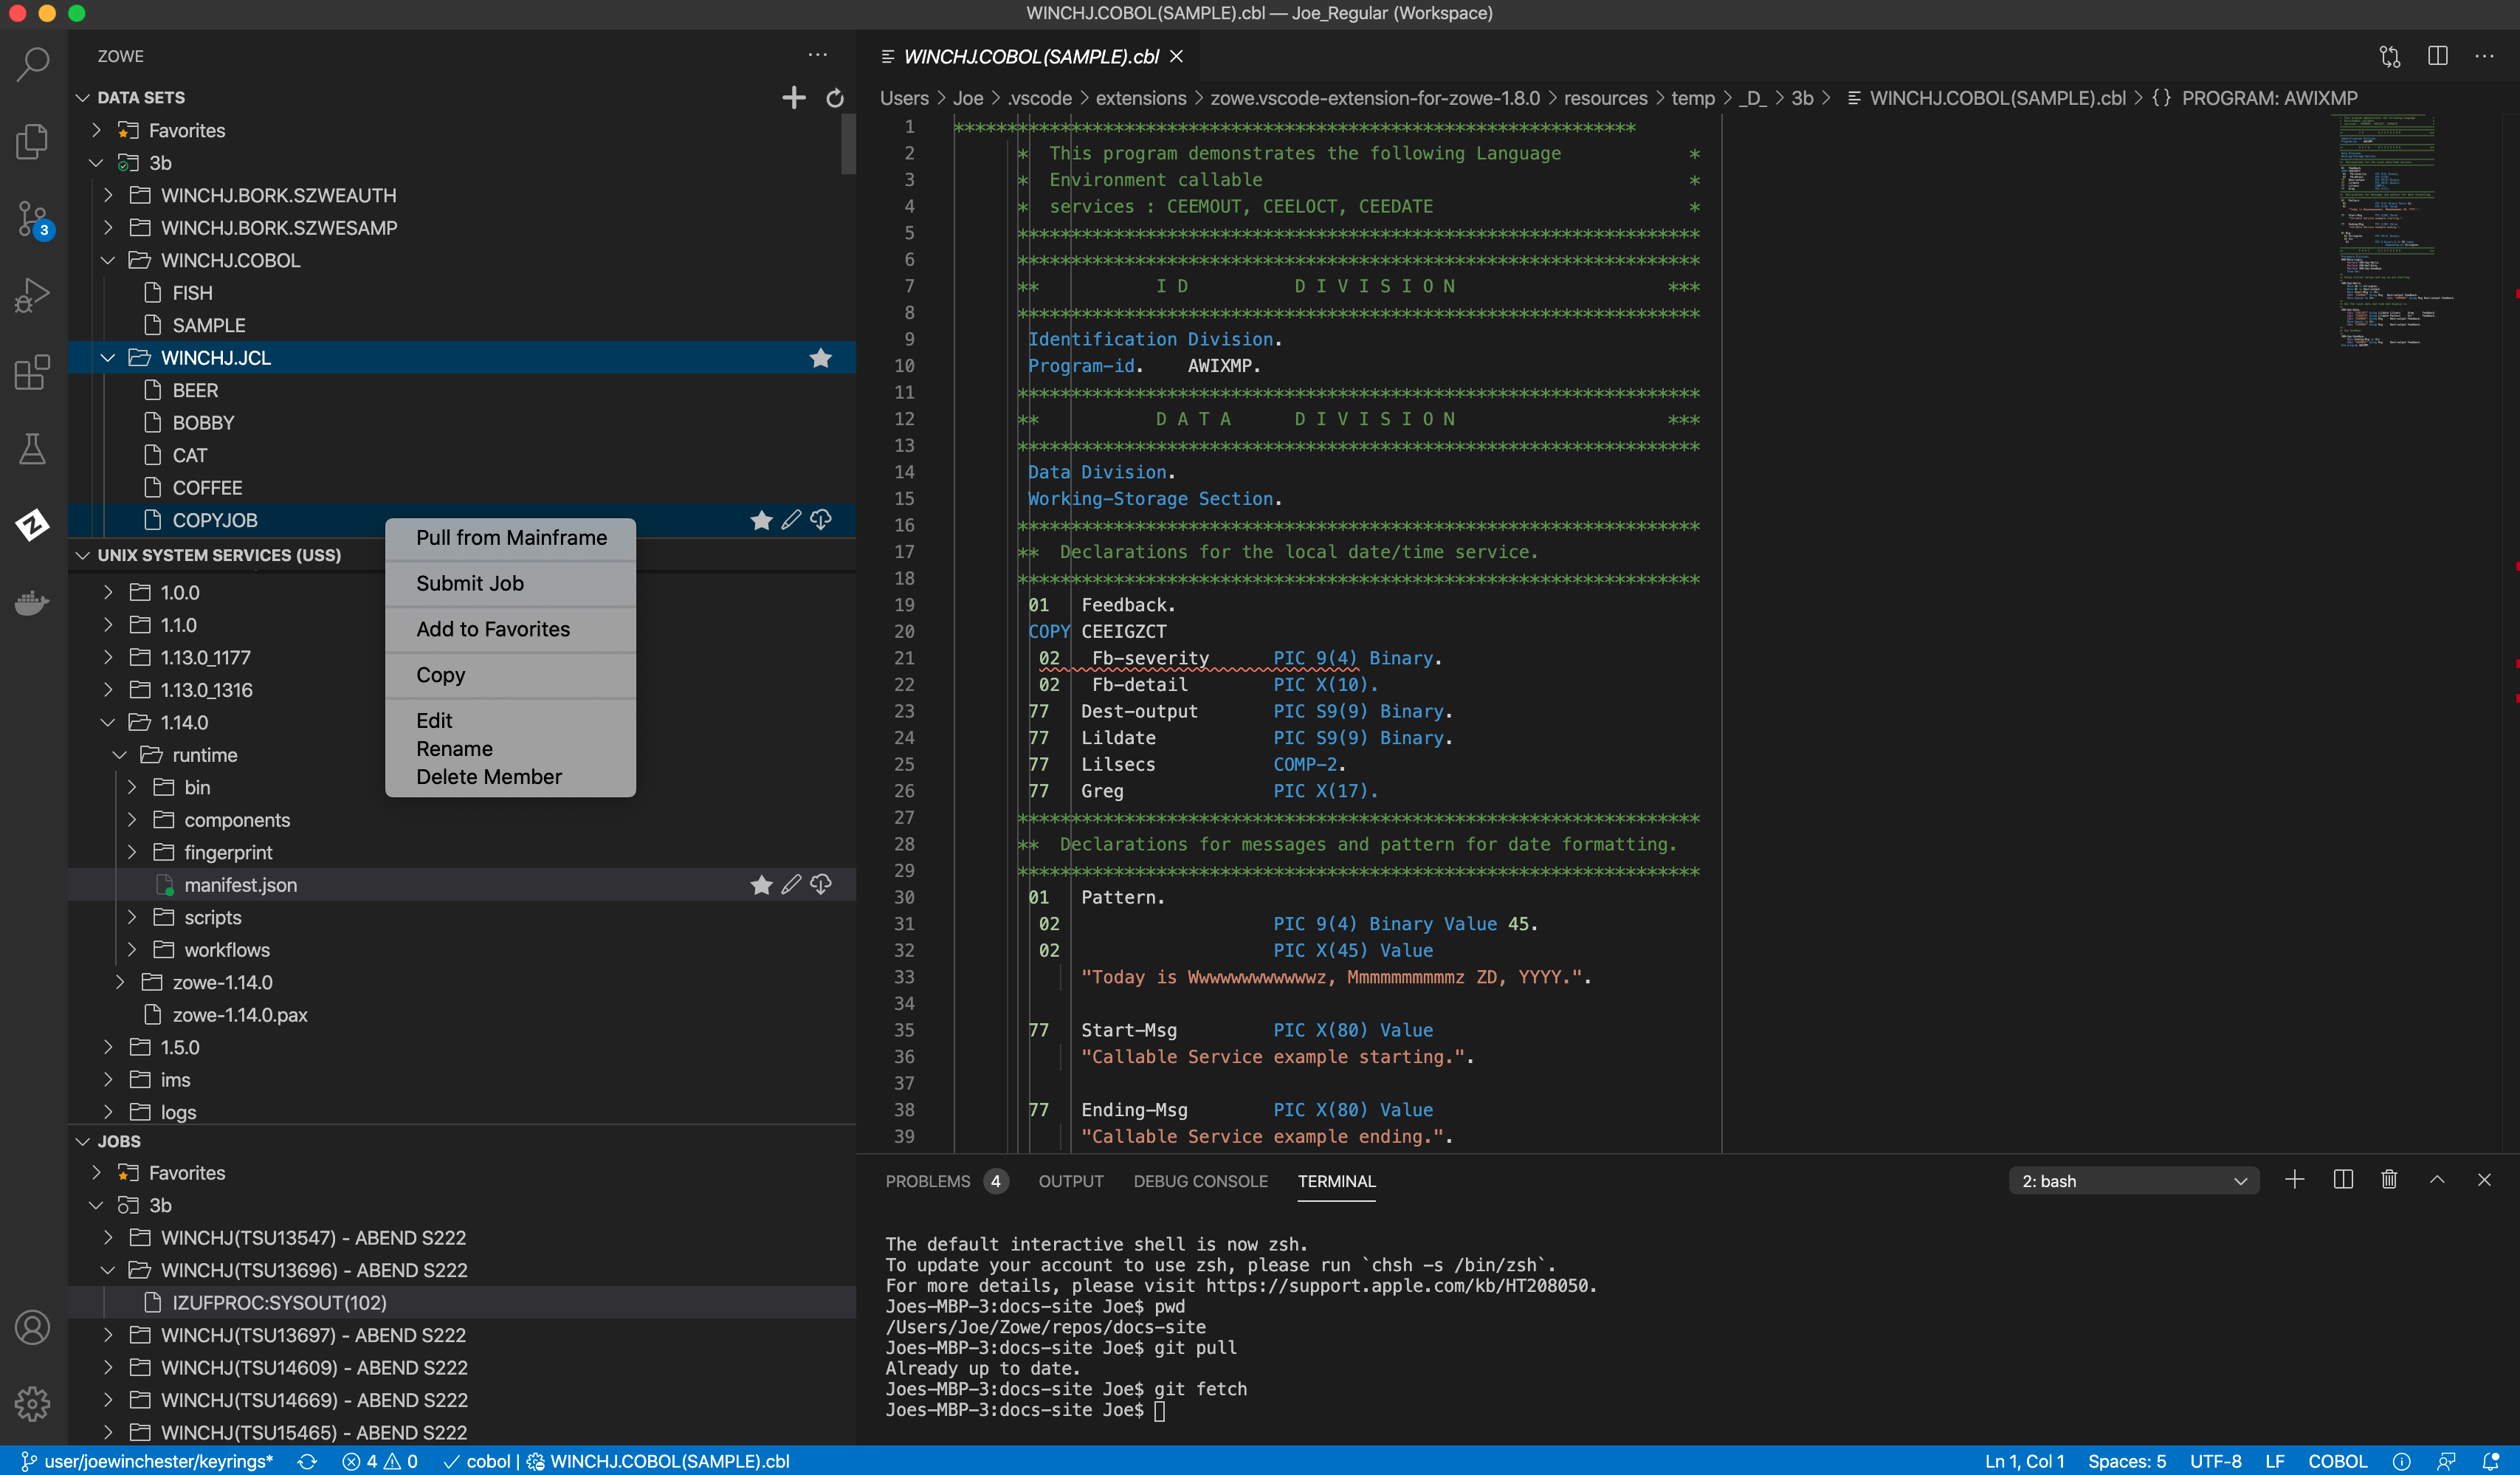 WINCHJ.COBOL(SAMPLE).cbl — Joe_Regular (Workspace)
ZOWE
DATA SETS
Favorites
3b
WINCHJ.BORK.SZWEAUTH
WINCHJ.BORK.SZWESAMP
WINCHJ.COBOL
FISH
SAMPLE
WINCHJ.JCL
BEER
BOBBY
CAT
COFFEE
COPYJOB
3
Pull from Mainframe
Submit Job
Add to Favorites
Copy
Edit
Rename
Delete Member
UNIX SYSTEM SERVICES (USS)
1.0.0
1.1.0
1.13.0_1177
1.13.0_1316
1.14.0
runtime
bin
components
fingerprint
manifest.json
scripts
workflows
zowe-1.14.0
zowe-1.14.0.pax
1.5.0
ims
logs
JOBS
Favorites
3b
WINCHJ(TSU13547) - ABEND S222
WINCHJ(TSU13696) - ABEND S222
IZUFPROC:SYSOUT(102)
WINCHJ(TSU13697) - ABEND S222
WINCHJ(TSU14609) - ABEND S222
WINCHJ(TSU14669) - ABEND S222
WINCHJ(TSU15465) - ABEND S222
WINCHJ.COBOL(SAMPLE).cbl
Users > Joe > .vscode > extensions > zowe.vscode-extension-for-zowe-1.8.0 > resources > temp > _D_ > 3b > WINCHJ.COBOL(SAMPLE).cbl > {} PROGRAM: AWIXMP
1 ****************************************************************
2 * This program demonstrates the following Language *
3 * Environment callable *
4 * services : CEEMOUT, CEELOCT, CEEDATE *
5 ****************************************************************
6 ****************************************************************
7 ** I D D I V I S I O N ***
8 ****************************************************************
9 Identification Division.
10 Program-id. AWIXMP.
11 ****************************************************************
12 ** D A T A D I V I S I O N ***
13 ****************************************************************
14 Data Division.
15 Working-Storage Section.
16 ****************************************************************
17 ** Declarations for the local date/time service.
18 ****************************************************************
19 01 Feedback.
20 COPY CEEIGZCT
21 02 Fb-severity PIC 9(4) Binary.
22 02 Fb-detail PIC X(10).
23 77 Dest-output PIC S9(9) Binary.
24 77 Lildate PIC S9(9) Binary.
25 77 Lilsecs COMP-2.
26 77 Greg PIC X(17).
27 ****************************************************************
28 ** Declarations for messages and pattern for date formatting.
29 ****************************************************************
30 01 Pattern.
31 02 PIC 9(4) Binary Value 45.
32 02 PIC X(45) Value
33 "Today is Wwwwwwwwwwwwz, Mmmmmmmmmmz ZD, YYYY.".
34
35 77 Start-Msg PIC X(80) Value
36 "Callable Service example starting.".
37
38 77 Ending-Msg PIC X(80) Value
39 "Callable Service example ending.".
PROBLEMS 4 OUTPUT DEBUG CONSOLE TERMINAL 2: bash
The default interactive shell is now zsh.
To update your account to use zsh, please run `chsh -s /bin/zsh`.
For more details, please visit https://support.apple.com/kb/HT208050.
Joes-MBP-3:docs-site Joe$ pwd
/Users/Joe/Zowe/repos/docs-site
Joes-MBP-3:docs-site Joe$ git pull
Already up to date.
Joes-MBP-3:docs-site Joe$ git fetch
Joes-MBP-3:docs-site Joe$
user/joewinchester/keyrings* 4 0 cobol | WINCHJ.COBOL(SAMPLE).cbl Ln 1, Col 1 Spaces: 5 UTF-8 LF COBOL